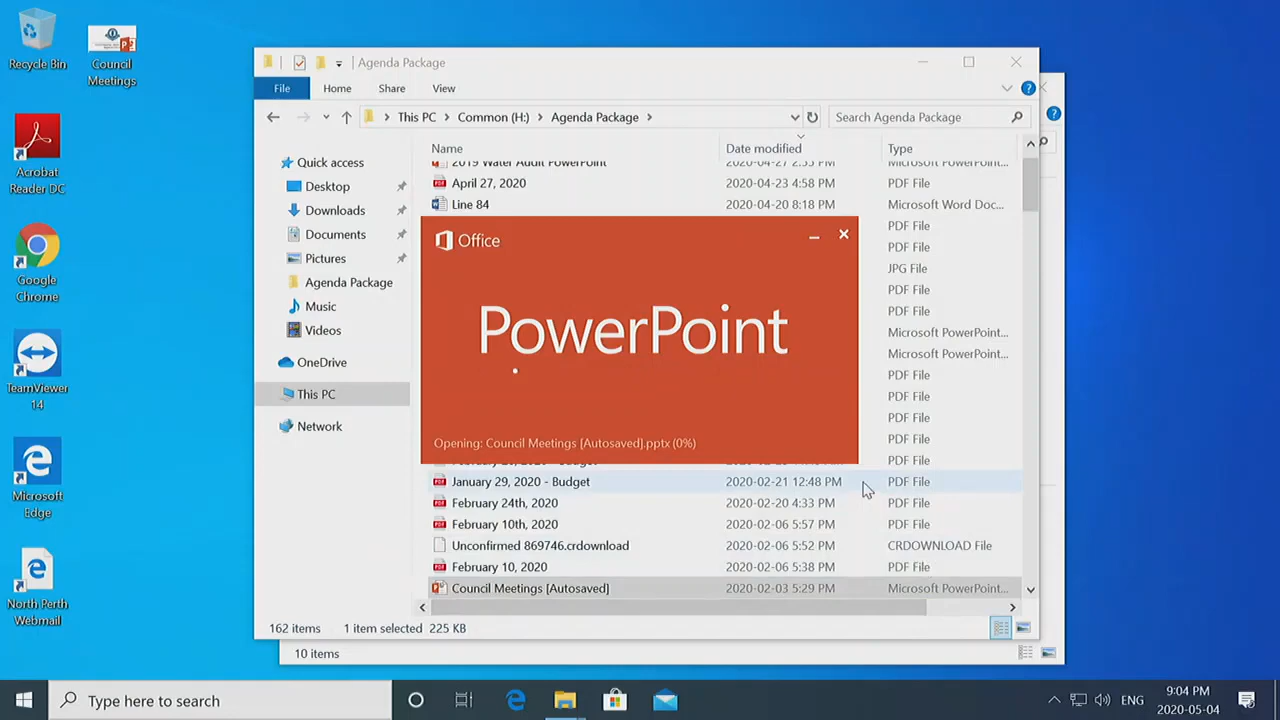 Recycle Bin
Council
Meetings
Acrobat
Reader DC
Google
Chrome
TeamViewer
14
Microsoft
Edge
North Perth
Webmail
Agenda Package
File
Home
Share
View
This PC
Common (H:)
Agenda Package
Search Agenda Package
Quick access
Desktop
Downloads
Documents
Pictures
Agenda Package
Music
Videos
OneDrive
This PC
Network
Name
Date modified
Type
2019 Water Audit PowerPoint 2020-04-27 2:55 PM Microsoft PowerPoint...
April 27, 2020 2020-04-23 4:58 PM PDF File
Line 84 2020-04-20 8:18 PM Microsoft Word Doc...
PDF File
PDF File
JPG File
PDF File
PDF File
Microsoft PowerPoint...
Microsoft PowerPoint...
PDF File
PDF File
PDF File
PDF File
PDF File
Office
PowerPoint
Opening: Council Meetings [Autosaved].pptx (0%)
January 29, 2020 - Budget 2020-02-21 12:48 PM PDF File
February 24th, 2020 2020-02-20 4:33 PM PDF File
February 10th, 2020 2020-02-06 5:57 PM PDF File
Unconfirmed 869746.crdownload 2020-02-06 5:52 PM CRDOWNLOAD File
February 10, 2020 2020-02-06 5:38 PM PDF File
Council Meetings [Autosaved] 2020-02-03 5:29 PM Microsoft PowerPoint...
162 items 1 item selected 225 KB
10 items
Type here to search
ENG
9:04 PM
2020-05-04